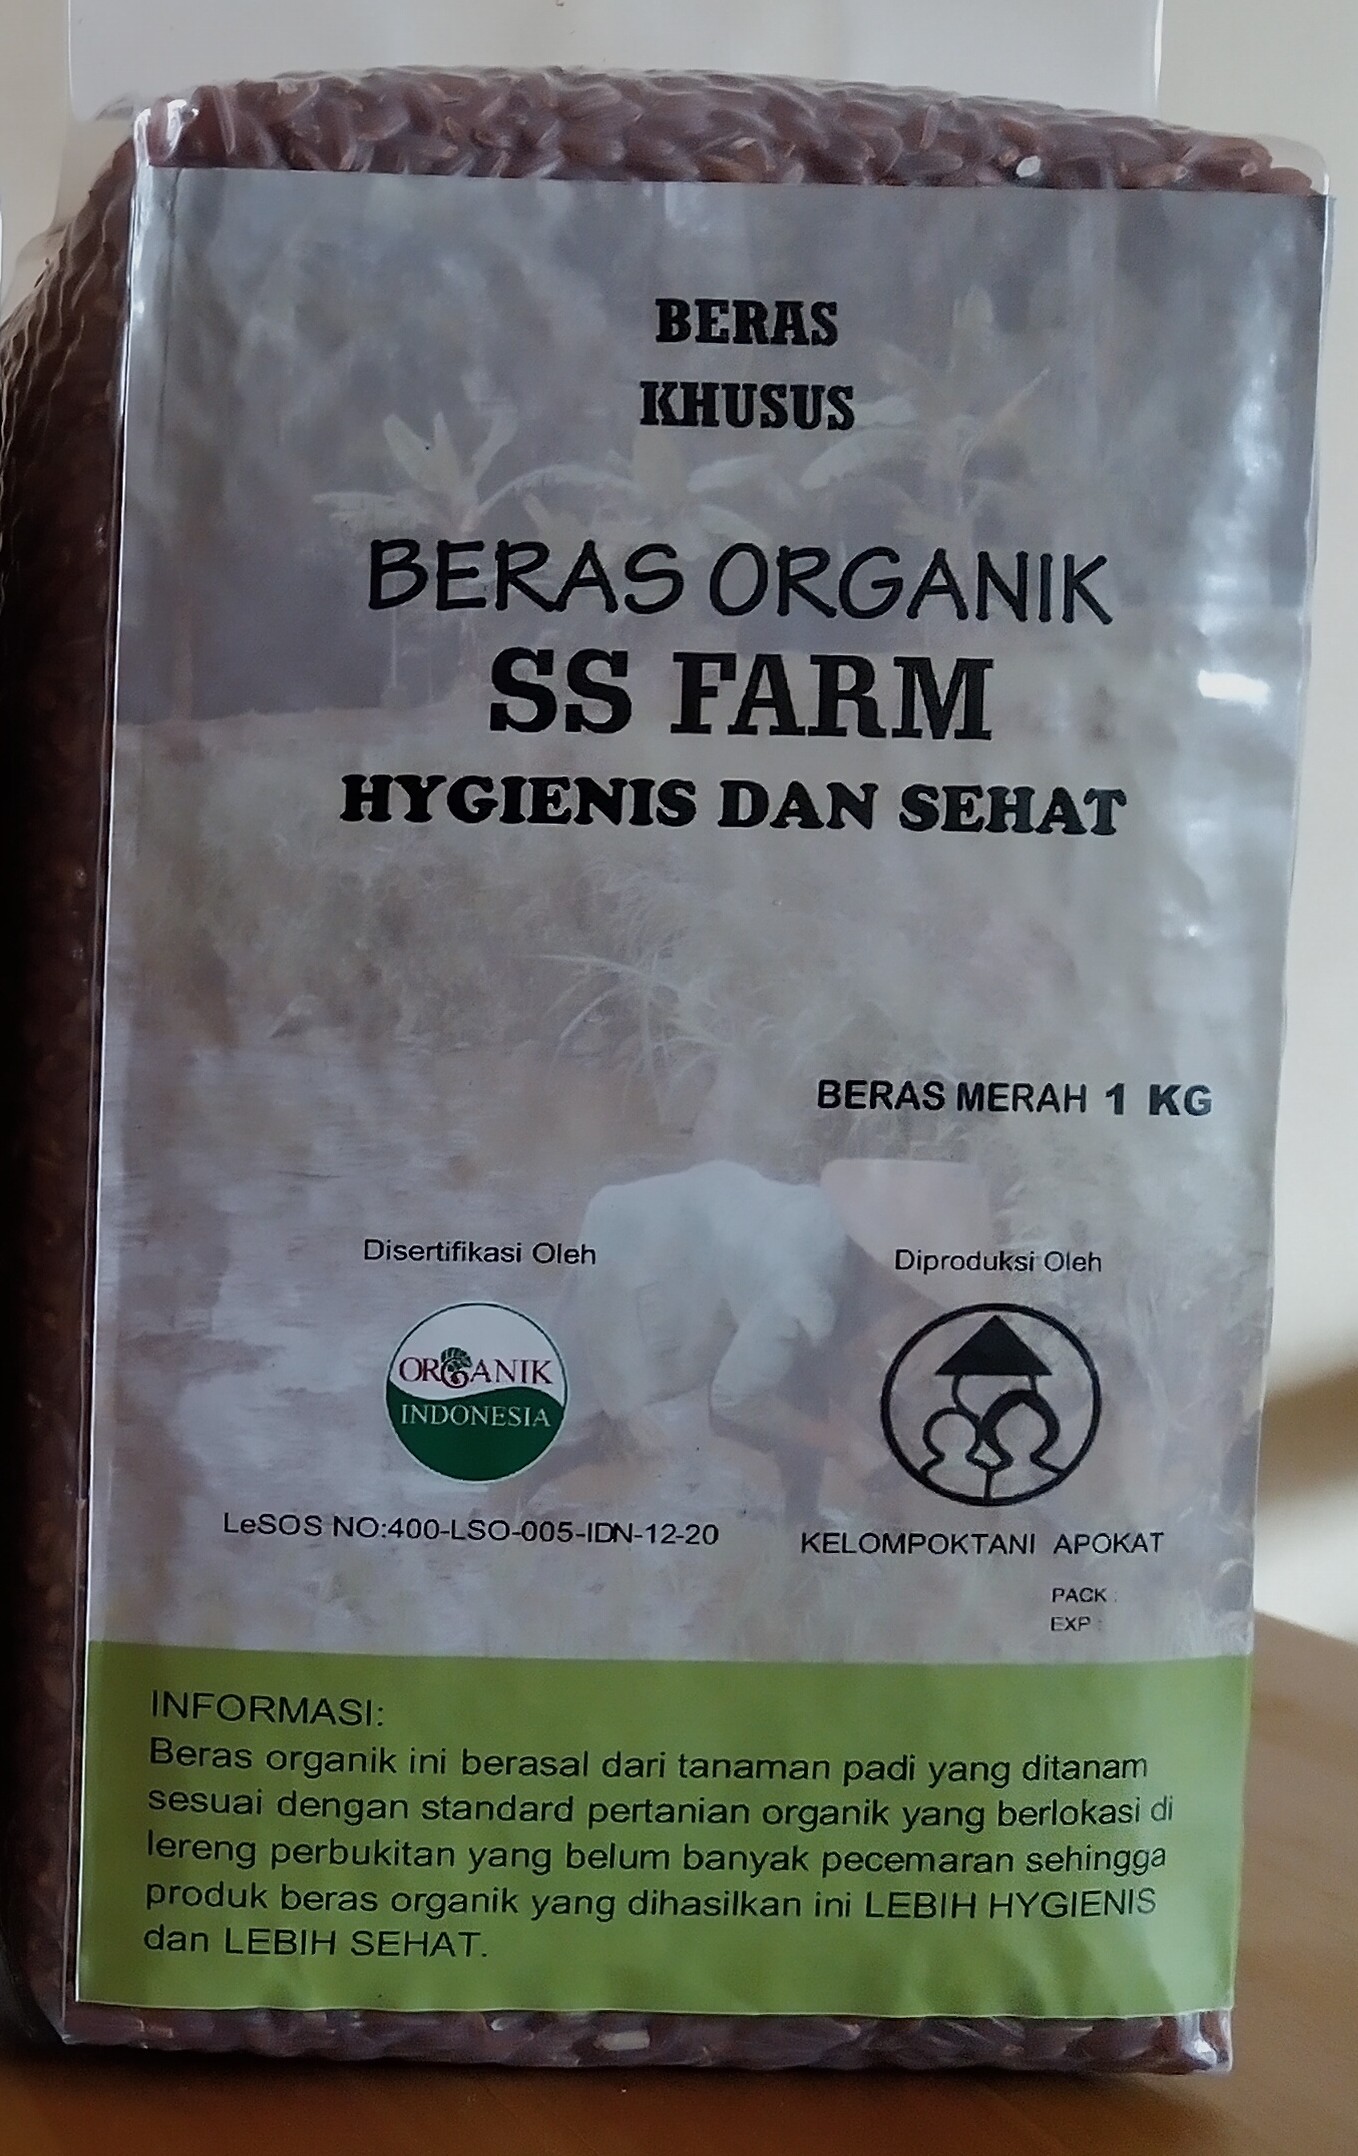 BERAS
KHUSUS
BERAS ORGANIK
SS FARM
HYGIENIS DAN SEHAT
BERAS MERAH 1 KG
Disertifikasi Oleh
ORGANIK
INDONESIA
LeSOS NO:400-LSO-005-IDN-12-20
Diproduksi Oleh
KELOMPOKTANI APOKAT
PACK :
EXP :
INFORMASI:
Beras organik ini berasal dari tanaman padi yang ditanam
sesuai dengan standard pertanian organik yang berlokasi di
lereng perbukitan yang belum banyak pecemaran sehingga
produk beras organik yang dihasilkan ini LEBIH HYGIENIS
dan LEBIH SEHAT.